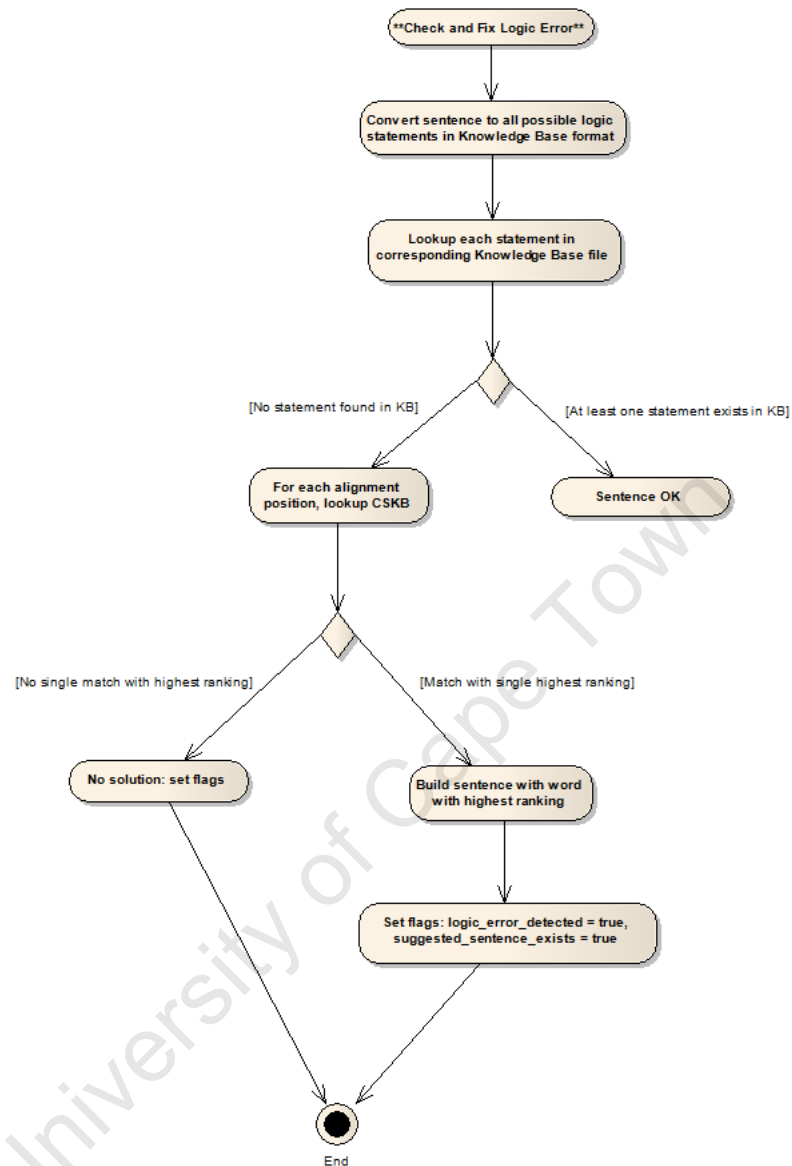 **Check and Fix Logic Error**
Convert sentence to all possible logic
statements in Knowledge Base format
Lookup each statement in
corresponding Knowledge Base file
[No statement found in KB]
[At least one statement exists in KB]
For each alignment
position, lookup CSKB
Sentence OK
[No single match with highest ranking]
[Match with single highest ranking]
No solution: set flags
Build sentence with word
with highest ranking
Set flags: logic_error_detected = true,
suggested_sentence_exists = true
End
University of Cape Town